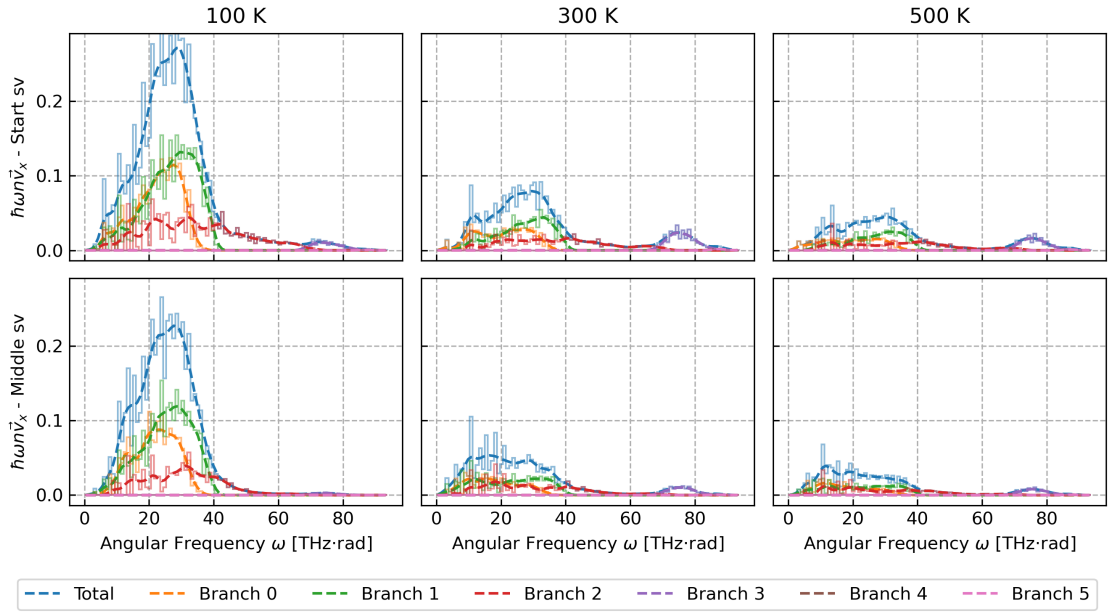 100 K 300 K 500 K
ℏωnv⃗ₓ - Start sv
0.2
0.1
0.0
ℏωnv⃗ₓ - Middle sv
0.2
0.1
0.0
0 20 40 60 80 0 20 40 60 80 0 20 40 60 80
Angular Frequency ω [THz·rad] Angular Frequency ω [THz·rad] Angular Frequency ω [THz·rad]
Total Branch 0 Branch 1 Branch 2 Branch 3 Branch 4 Branch 5